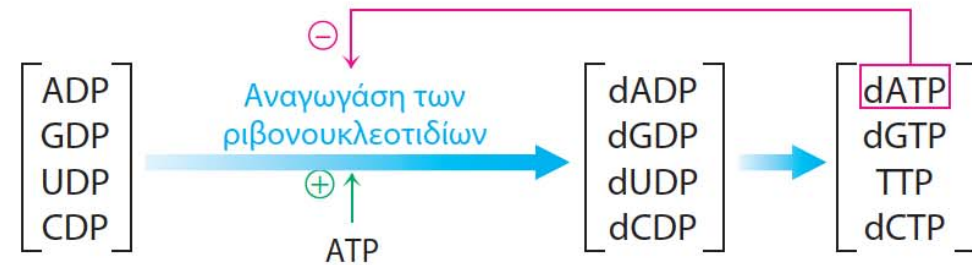 ADP
GDP
UDP
CDP
⊖
Αναγωγάση των
ριβονουκλεοτιδίων
⊕
ATP
dADP
dGDP
dUDP
dCDP
dATP
dGTP
TTP
dCTP